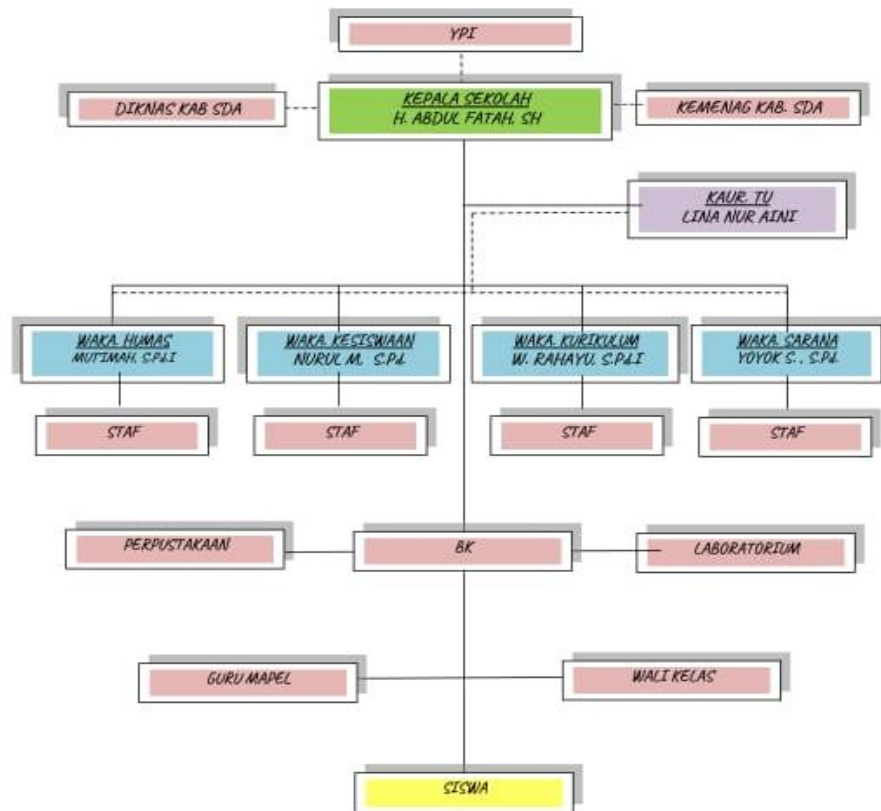 YPI
DIKNAS KAB SDA
KEPALA SEKOLAH
H. ABDUL FATAH. SH
KEMENAG KAB. SDA
KAUR. TU
LINA NUR AINI
WAKA. HUMAS
MUTIMAH. S.Pd.I
WAKA. KESISWAAN
NURUL M. S.Pd.
WAKA. KURIKULUM
W. RAHAYU. S.Pd.I
WAKA. SARANA
YOYOK S. , S.Pd.
STAF
STAF
STAF
STAF
PERPUSTAKAAN
BK
LABORATORIUM
GURU MAPEL
WALI KELAS
SISWA